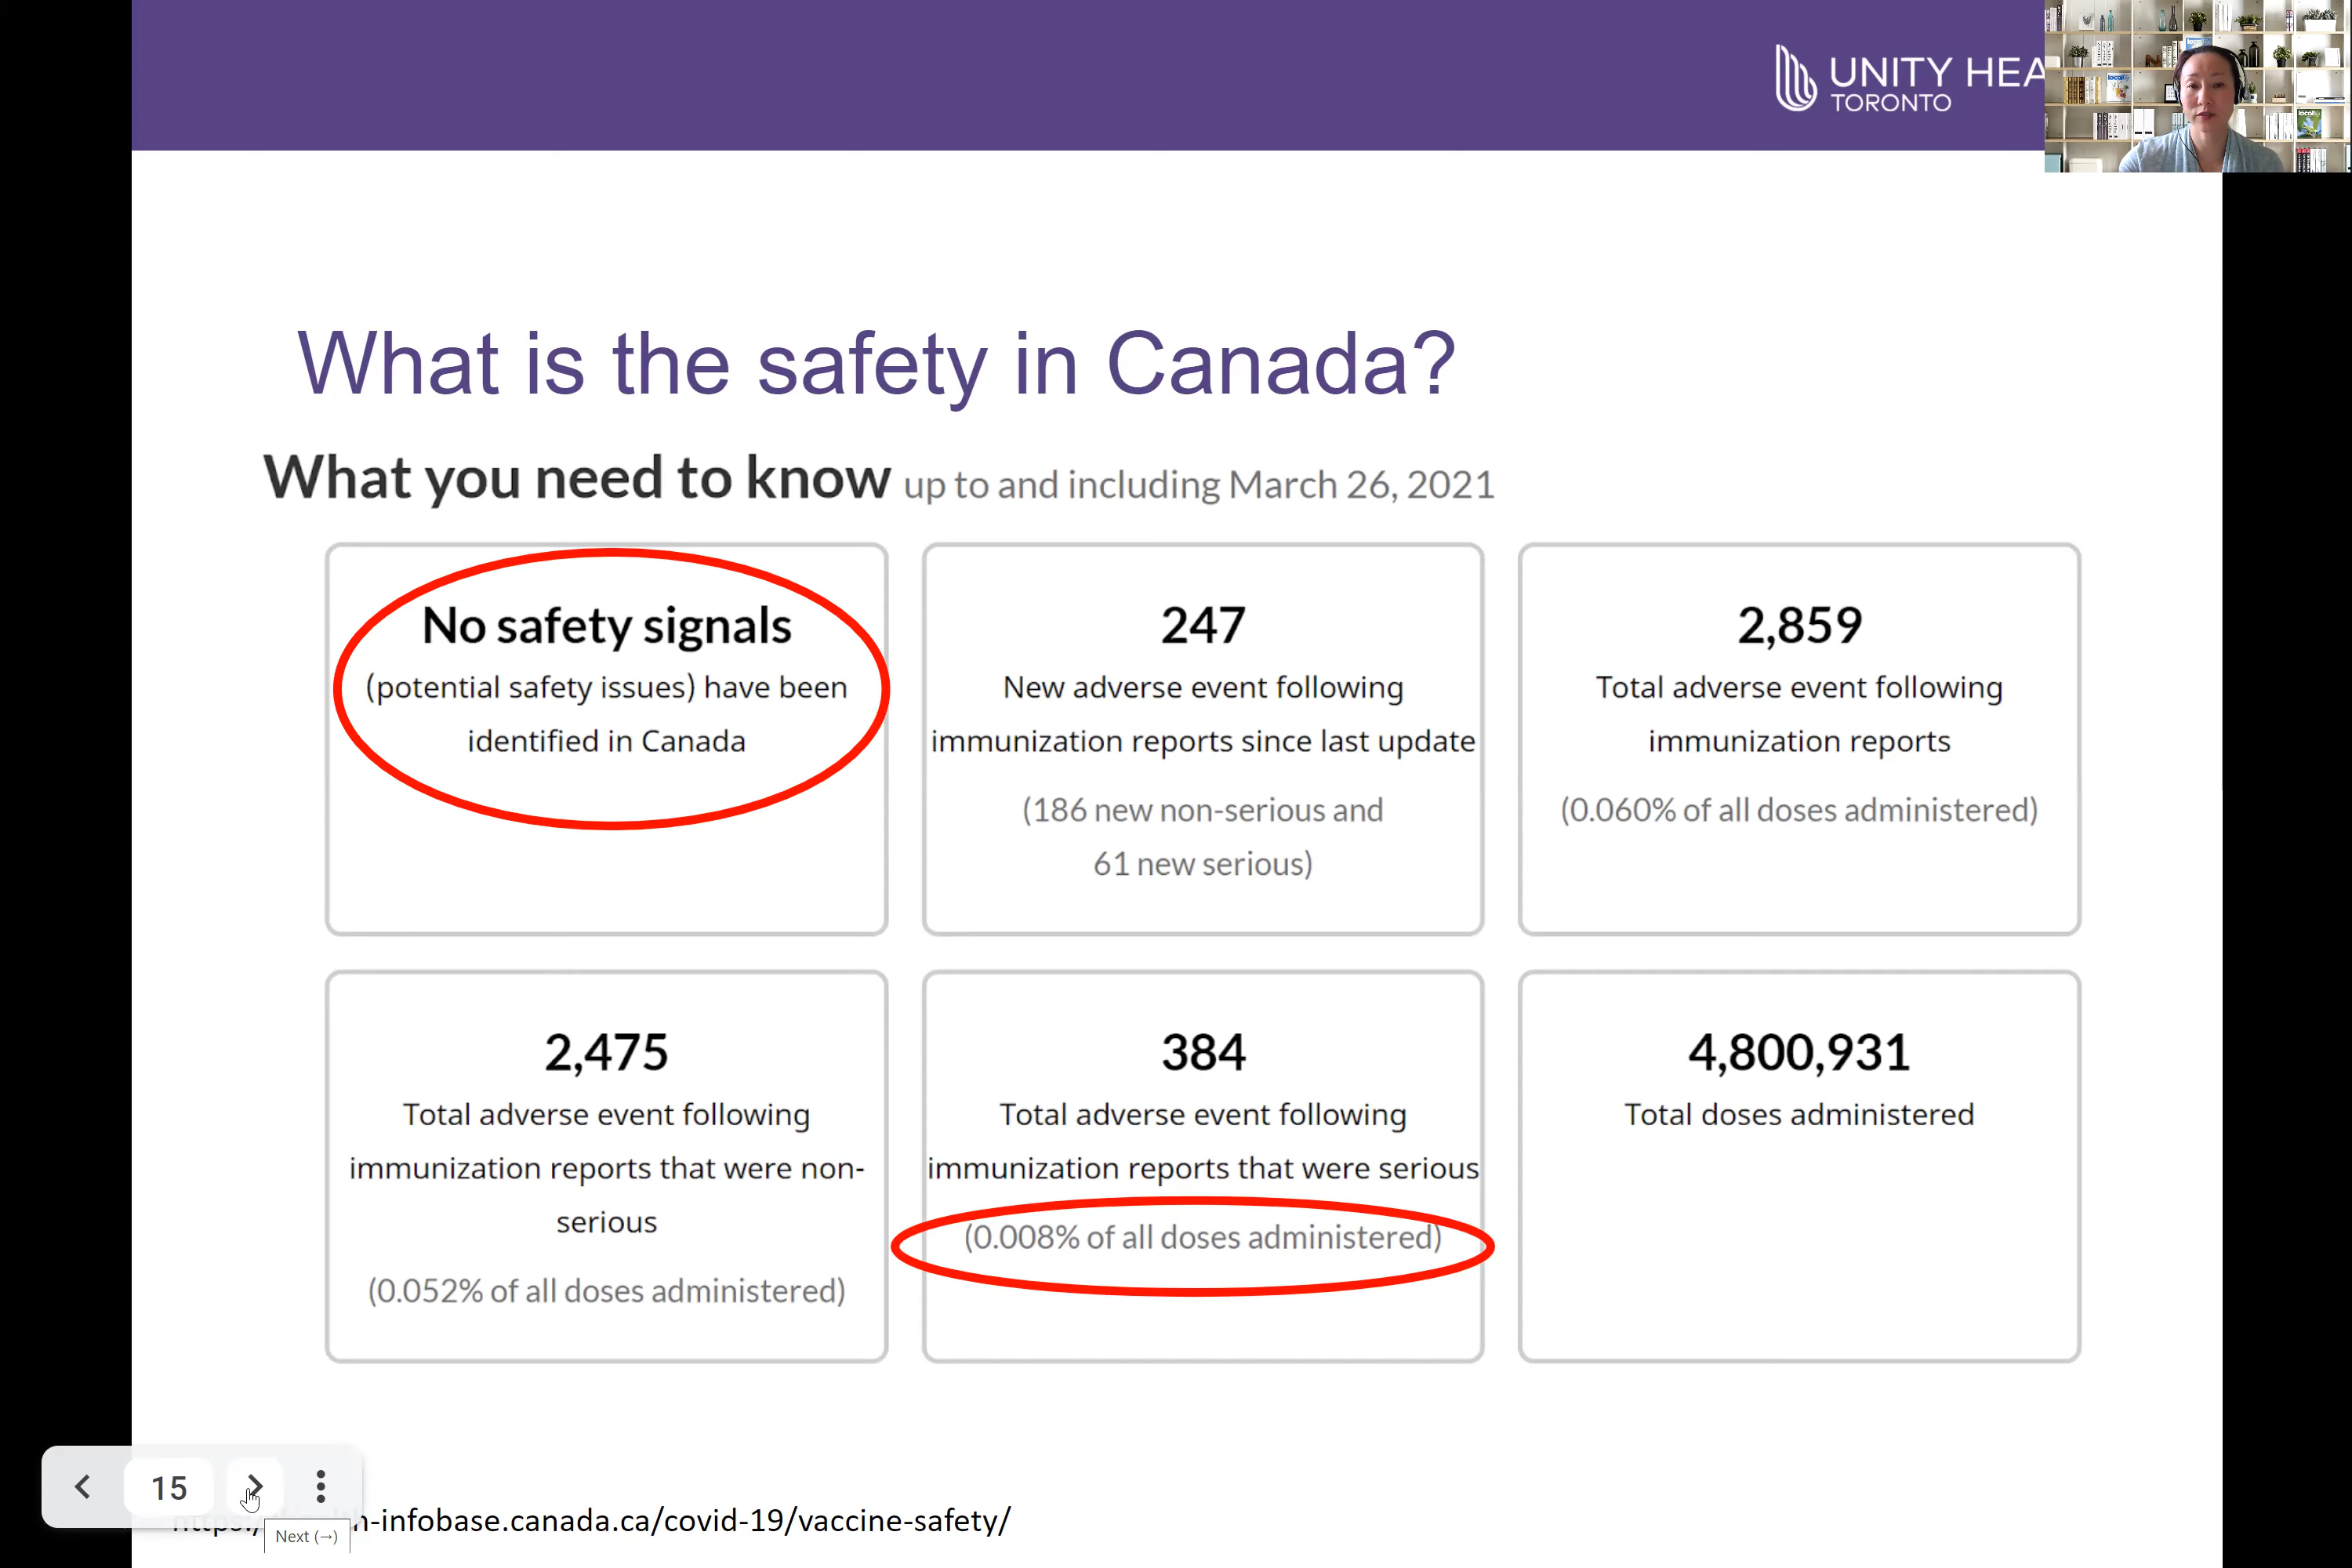 UNITY HEA
TORONTO
What is the safety in Canada?
What you need to know up to and including March 26, 2021
No safety signals
(potential safety issues) have been
identified in Canada
247
New adverse event following
immunization reports since last update
(186 new non-serious and
61 new serious)
2,859
Total adverse event following
immunization reports
(0.060% of all doses administered)
2,475
Total adverse event following
immunization reports that were non-
serious
(0.052% of all doses administered)
384
Total adverse event following
immunization reports that were serious
(0.008% of all doses administered)
4,800,931
Total doses administered
15
h-infobase.canada.ca/covid-19/vaccine-safety/
Next (→)